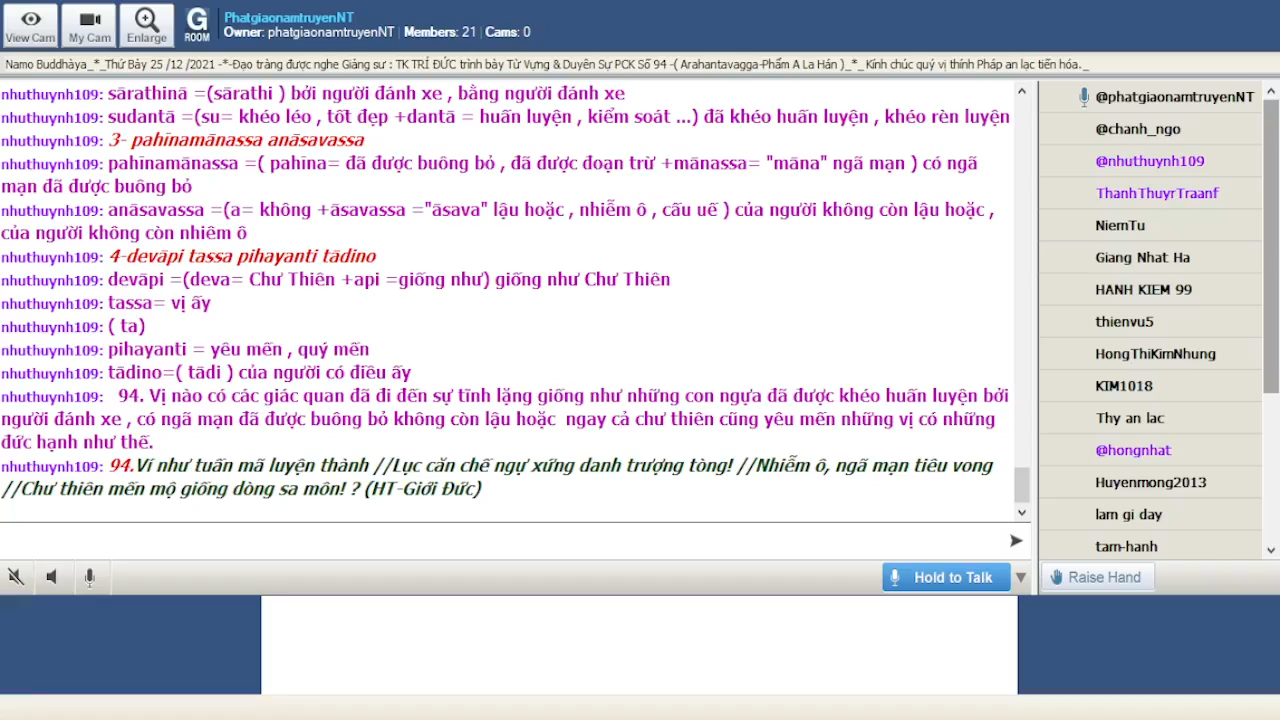 View Cam
My Cam
Enlarge
G
ROOM
PhatgiaonamtruyenNT
Owner: phatgiaonamtruyenNT | Members: 21 | Cams: 0
Namo Buddhàya_*_Thứ Bảy 25 /12 /2021 -*-Đạo tràng được nghe Giảng sư : TK TRÍ ĐỨC trình bày Từ Vựng & Duyên Sự PCK Số 94 -( Arahantavagga-Phẩm A La Hán )_*_ Kính chúc quý vị thính Pháp an lạc tiến hóa._
nhuthuynh109: sārathinā =(sārathi ) bởi người đánh xe , bằng người đánh xe
nhuthuynh109: sudantā =(su= khéo léo , tốt đẹp +dantā = huấn luyện , kiểm soát ...) đã khéo huấn luyện , khéo rèn luyện
nhuthuynh109: 3- pahīnamānassa anāsavassa
nhuthuynh109: pahīnamānassa =( pahīna= đã được buông bỏ , đã được đoạn trừ +mānassa= "māna" ngã mạn ) có ngã
mạn đã được buông bỏ
nhuthuynh109: anāsavassa =(a= không +āsavassa ="āsava" lậu hoặc , nhiễm ô , cấu uế ) của người không còn lậu hoặc ,
của người không còn nhiêm ô
nhuthuynh109: 4-devāpi tassa pihayanti tādino
nhuthuynh109: devāpi =(deva= Chư Thiên +api =giống như) giống như Chư Thiên
nhuthuynh109: tassa= vị ấy
nhuthuynh109: ( ta)
nhuthuynh109: pihayanti = yêu mến , quý mến
nhuthuynh109: tādino=( tādi ) của người có điều ấy
nhuthuynh109: 94. Vị nào có các giác quan đã đi đến sự tĩnh lặng giống như những con ngựa đã được khéo huấn luyện bởi
người đánh xe , có ngã mạn đã được buông bỏ không còn lậu hoặc ngay cả chư thiên cũng yêu mến những vị có những
đức hạnh như thế.
nhuthuynh109: 94.Ví như tuấn mã luyện thành //Lục căn chế ngự xứng danh trượng tòng! //Nhiễm ô, ngã mạn tiêu vong
//Chư thiên mến mộ giống dòng sa môn! ? (HT-Giới Đức)
@phatgiaonamtruyenNT
@chanh_ngo
@nhuthuynh109
ThanhThuyrTraanf
NiemTu
Giang Nhat Ha
HANH KIEM 99
thienvu5
HongThiKimNhung
KIM1018
Thy an lac
@hongnhat
Huyenmong2013
lam gi day
tam-hanh
Hold to Talk
Raise Hand